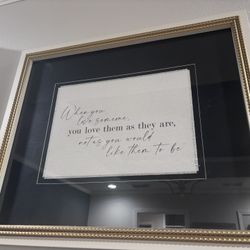 When you
love someone,
you love them as they are,
not as you would
like them to be